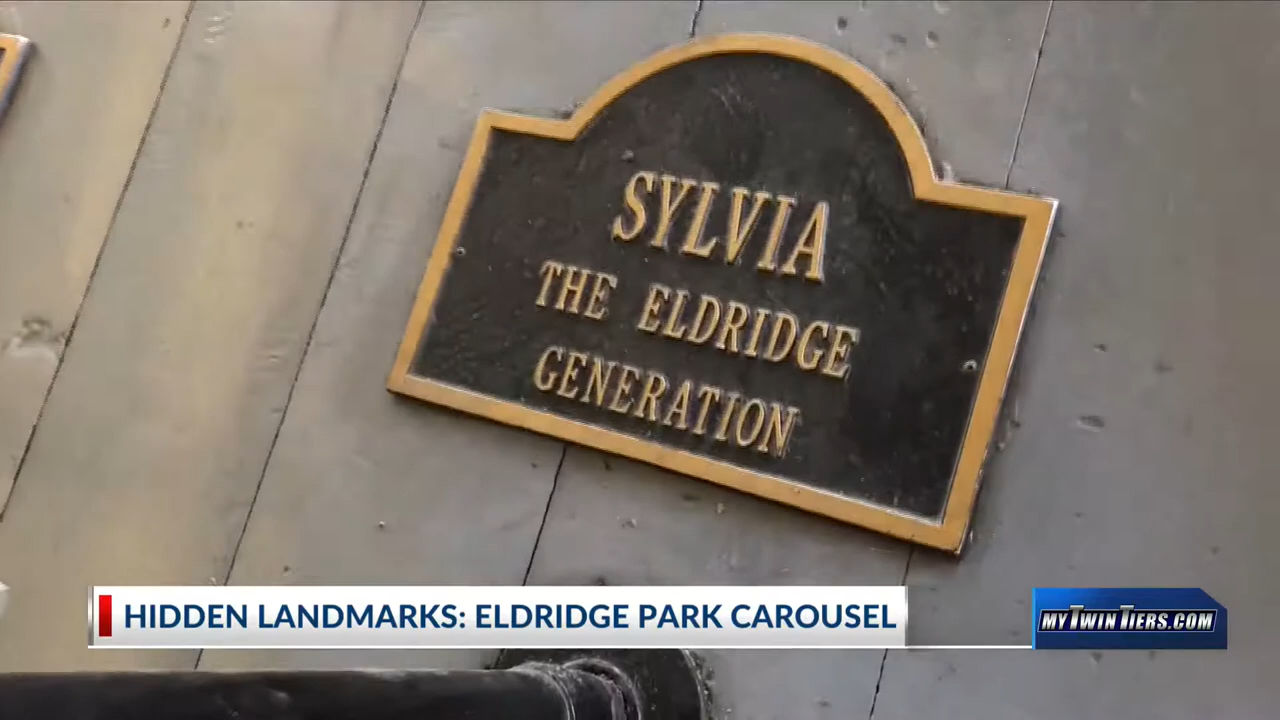 SYLVIA
THE ELDRIDGE
GENERATION
HIDDEN LANDMARKS: ELDRIDGE PARK CAROUSEL
MYTWINTIERS.COM